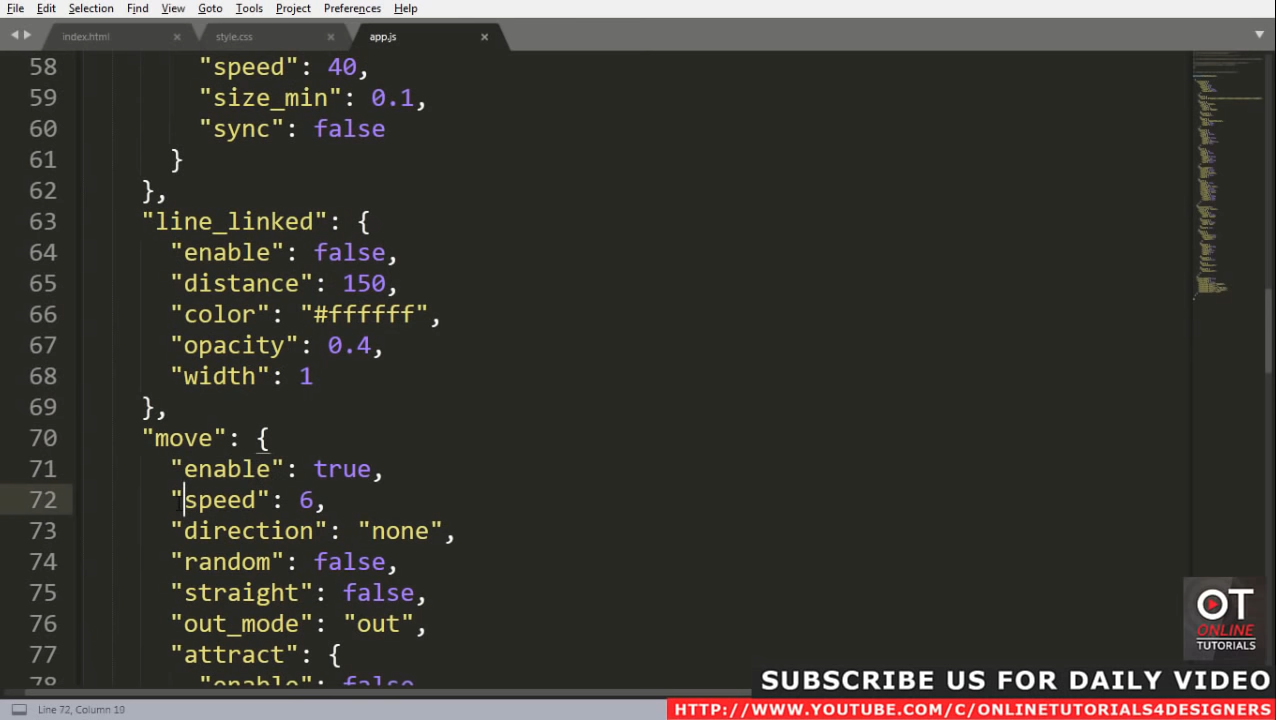 File Edit Selection Find View Goto Tools Project Preferences Help
index.html style.css app.js
58 "speed": 40,
59 "size_min": 0.1,
60 "sync": false
61 }
62 },
63 "line_linked": {
64 "enable": false,
65 "distance": 150,
66 "color": "#ffffff",
67 "opacity": 0.4,
68 "width": 1
69 },
70 "move": {
71 "enable": true,
72 "speed": 6,
73 "direction": "none",
74 "random": false,
75 "straight": false,
76 "out_mode": "out",
77 "attract": {
78 "enable": false
OT
ONLINE
TUTORIALS
SUBSCRIBE US FOR DAILY VIDEO
Line 72, Column 19
HTTP://WWW.YOUTUBE.COM/C/ONLINETUTORIALS4DESIGNERS